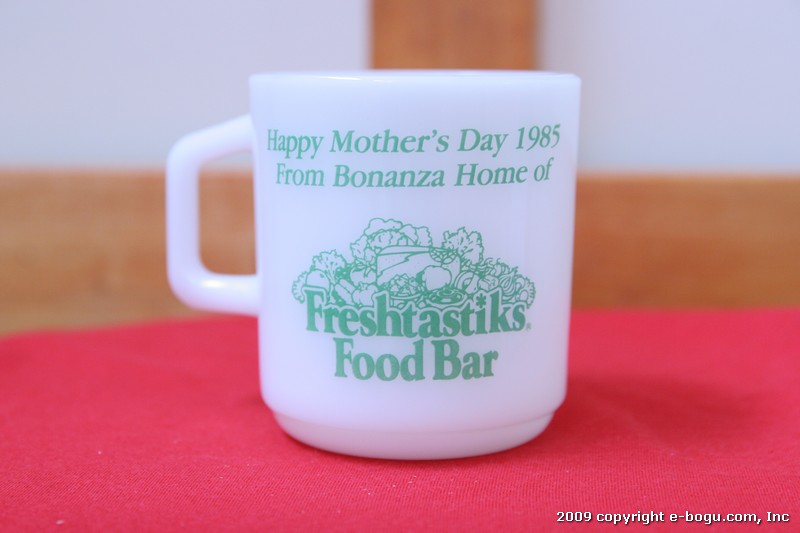 Happy Mother's Day 1985
From Bonanza Home of
Freshtastiks®
Food Bar
2009 copyright e-bogu.com, Inc